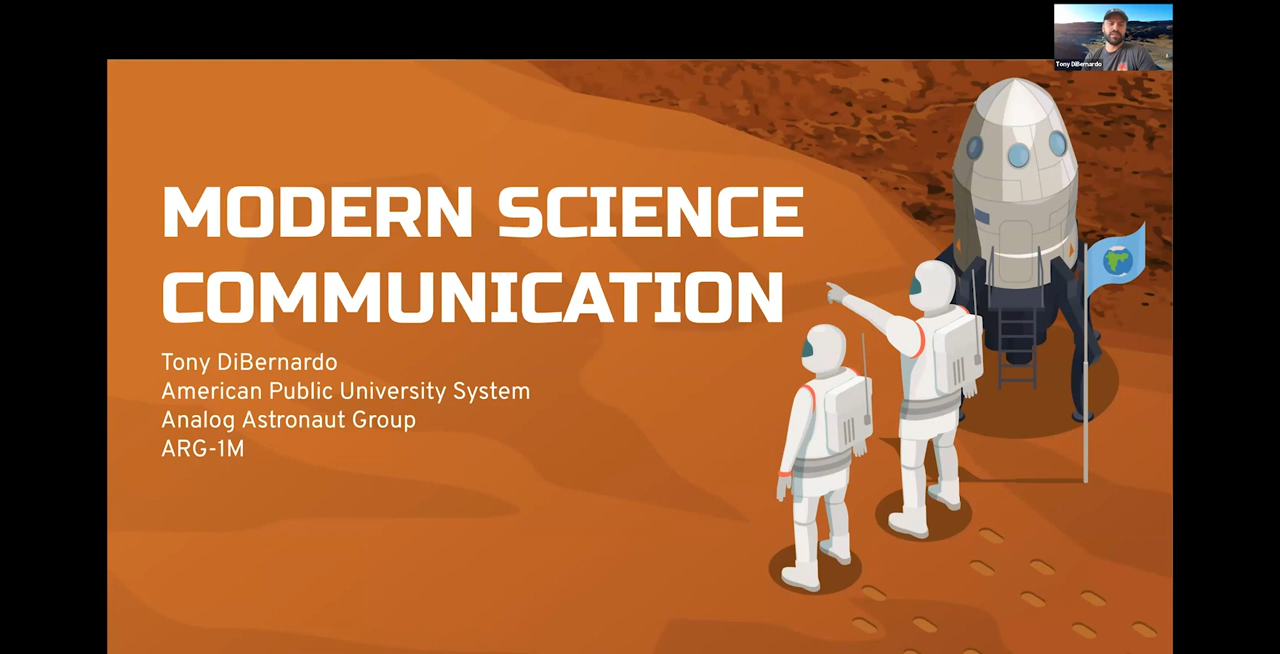 Tony DiBernardo
MODERN SCIENCE
COMMUNICATION
Tony DiBernardo
American Public University System
Analog Astronaut Group
ARG-1M